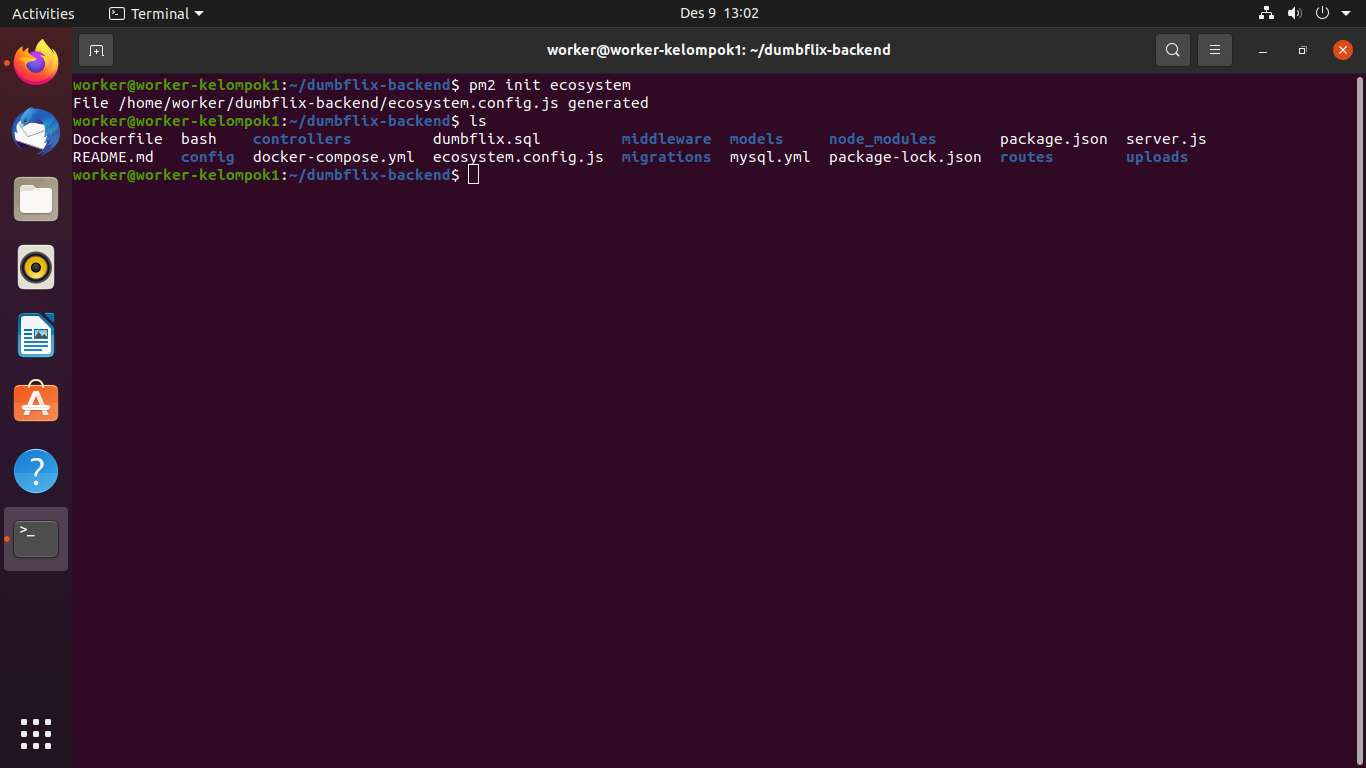 Activities Terminal Des 9 13:02
worker@worker-kelompok1: ~/dumbflix-backend
worker@worker-kelompok1:~/dumbflix-backend$ pm2 init ecosystem
File /home/worker/dumbflix-backend/ecosystem.config.js generated
worker@worker-kelompok1:~/dumbflix-backend$ ls
Dockerfile bash controllers dumbflix.sql middleware models node_modules package.json server.js
README.md config docker-compose.yml ecosystem.config.js migrations mysql.yml package-lock.json routes uploads
worker@worker-kelompok1:~/dumbflix-backend$